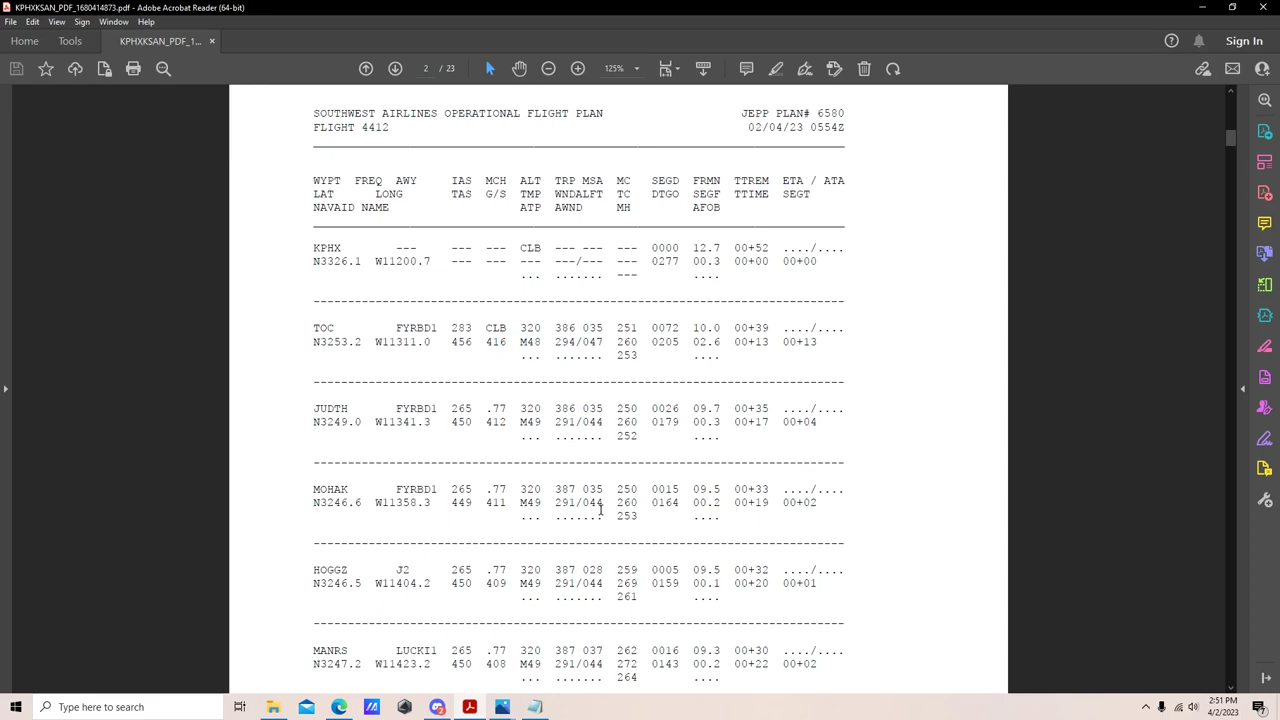 KPHXKSAN_PDF_1680414873.pdf - Adobe Acrobat Reader (64-bit)
File Edit View Sign Window Help
Home Tools KPHXKSAN_PDF_1... × Sign In
2 / 23 125%
SOUTHWEST AIRLINES OPERATIONAL FLIGHT PLAN JEPP PLAN# 6580
FLIGHT 4412 02/04/23 0554Z
WYPT FREQ AWY IAS MCH ALT TRP MSA MC SEGD FRMN TTREM ETA / ATA
LAT LONG TAS G/S TMP WNDALFT TC DTGO SEGF TTIME SEGT
NAVAID NAME ATP AWND MH AFOB
KPHX --- --- --- CLB --- --- --- 0000 12.7 00+52 ..../....
N3326.1 W11200.7 --- --- --- ---/--- --- 0277 00.3 00+00 00+00
... ....... --- ....
--------------------------------------------------------------------------------
TOC FYRBD1 283 CLB 320 386 035 251 0072 10.0 00+39 ..../....
N3253.2 W11311.0 456 416 M48 294/047 260 0205 02.6 00+13 00+13
... ....... 253 ....
--------------------------------------------------------------------------------
JUDTH FYRBD1 265 .77 320 386 035 250 0026 09.7 00+35 ..../....
N3249.0 W11341.3 450 412 M49 291/044 260 0179 00.3 00+17 00+04
... ....... 252 ....
--------------------------------------------------------------------------------
MOHAK FYRBD1 265 .77 320 387 035 250 0015 09.5 00+33 ..../....
N3246.6 W11358.3 449 411 M49 291/044 260 0164 00.2 00+19 00+02
... ....... 253 ....
--------------------------------------------------------------------------------
HOGGZ J2 265 .77 320 387 028 259 0005 09.5 00+32 ..../....
N3246.5 W11404.2 450 409 M49 291/044 269 0159 00.1 00+20 00+01
... ....... 261 ....
--------------------------------------------------------------------------------
MANRS LUCKI1 265 .77 320 387 037 262 0016 09.3 00+30 ..../....
N3247.2 W11423.2 450 408 M49 291/044 272 0143 00.2 00+22 00+02
... ....... 264 ....
Type here to search
2:51 PM
4/2/2023
7